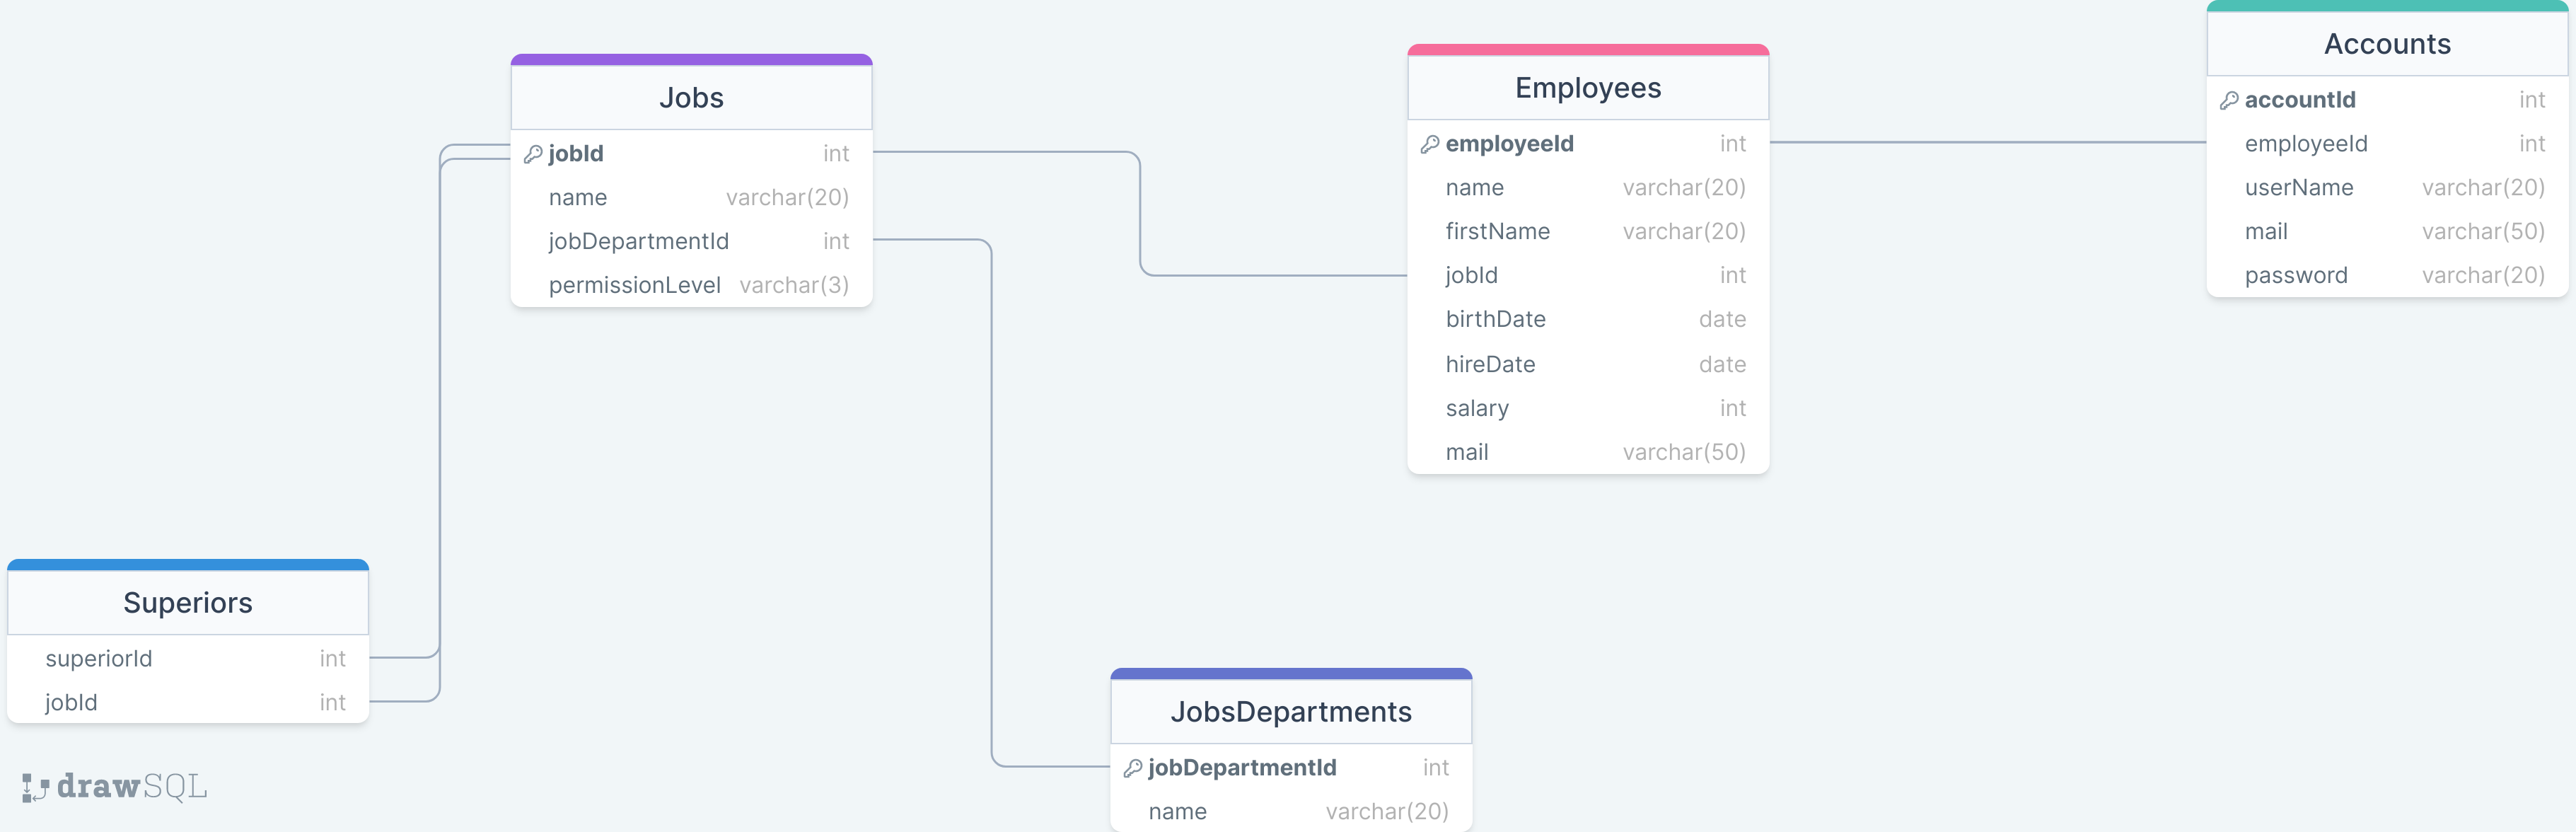 Jobs
jobId int
name varchar(20)
jobDepartmentId int
permissionLevel varchar(3)
Employees
employeeId int
name varchar(20)
firstName varchar(20)
jobId int
birthDate date
hireDate date
salary int
mail varchar(50)
Accounts
accountId int
employeeId int
userName varchar(20)
mail varchar(50)
password varchar(20)
Superiors
superiorId int
jobId int
JobsDepartments
jobDepartmentId int
name varchar(20)
drawSQL